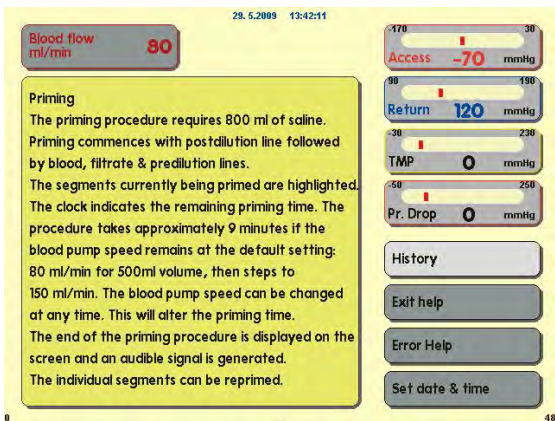 29. 5.2009 13:42:11
Blood flow
ml/min 80
Priming
The priming procedure requires 800 ml of saline.
Priming commences with postdilution line followed
by blood, filtrate & predilution lines.
The segments currently being primed are highlighted.
The clock indicates the remaining priming time. The
procedure takes approximately 9 minutes if the
blood pump speed remains at the default setting:
80 ml/min for 500ml volume, then steps to
150 ml/min. The blood pump speed can be changed
at any time. This will alter the priming time.
The end of the priming procedure is displayed on the
screen and an audible signal is generated.
The individual segments can be reprimed.
-170 30
Access -70 mmHg
90 190
Return 120 mmHg
-30 230
TMP 0 mmHg
-50 250
Pr. Drop 0 mmHg
History
Exit help
Error Help
Set date & time
0 48